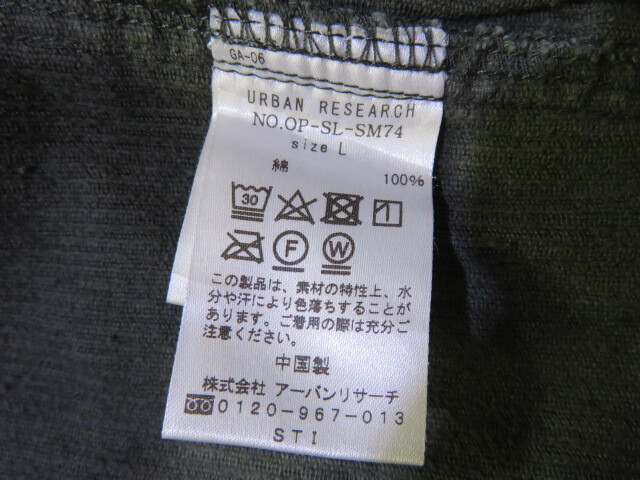 GA-06
URBAN RESEARCH
NO.OP-SL-SM74
size L
綿 100%
30
F W
この製品は、素材の特性上、水
分や汗により色落ちすることが
あります。ご着用の際は充分ご
注意ください。
中国製
株式会社 アーバンリサーチ
0120-967-013
STI